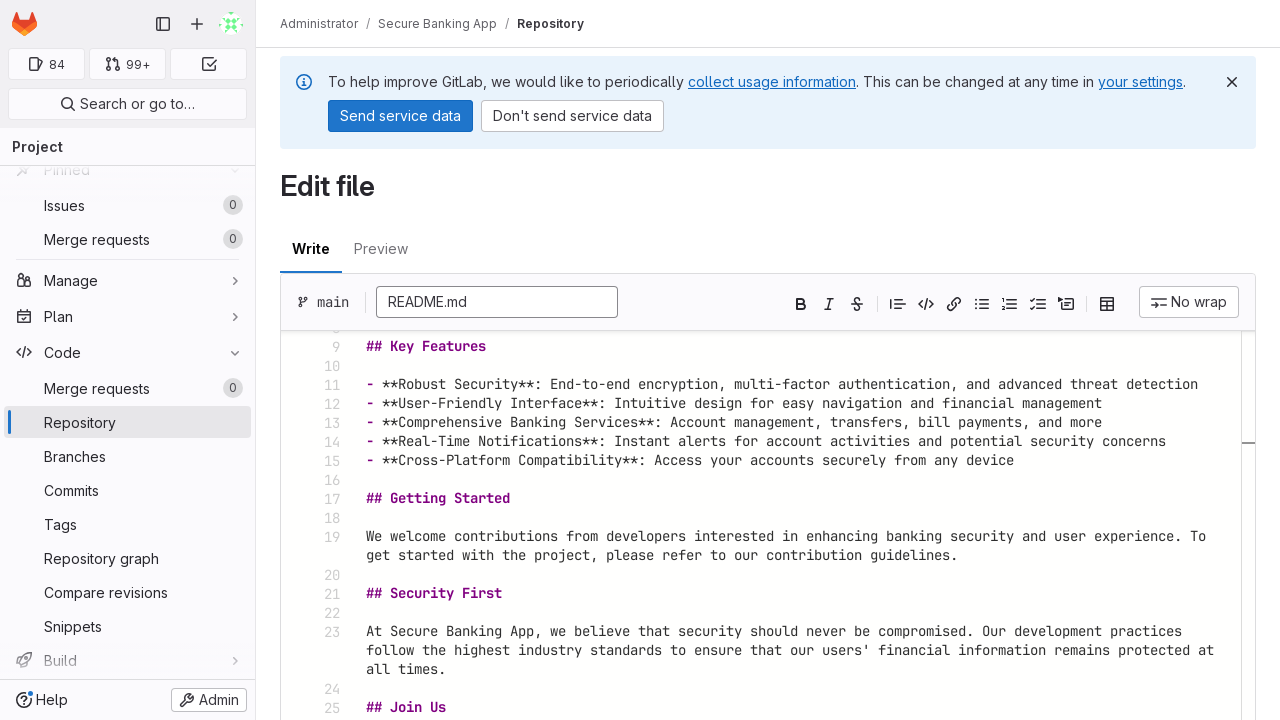 Administrator / Secure Banking App / Repository
84
99+
Search or go to…
Project
Pinned
Issues 0
Merge requests 0
Manage
Plan
Code
Merge requests 0
Repository
Branches
Commits
Tags
Repository graph
Compare revisions
Snippets
Build
Help
Admin
To help improve GitLab, we would like to periodically collect usage information. This can be changed at any time in your settings.
Send service data
Don't send service data
Edit file
Write
Preview
main
README.md
No wrap
9 ## Key Features
10
11 - **Robust Security**: End-to-end encryption, multi-factor authentication, and advanced threat detection
12 - **User-Friendly Interface**: Intuitive design for easy navigation and financial management
13 - **Comprehensive Banking Services**: Account management, transfers, bill payments, and more
14 - **Real-Time Notifications**: Instant alerts for account activities and potential security concerns
15 - **Cross-Platform Compatibility**: Access your accounts securely from any device
16
17 ## Getting Started
18
19 We welcome contributions from developers interested in enhancing banking security and user experience. To
get started with the project, please refer to our contribution guidelines.
20
21 ## Security First
22
23 At Secure Banking App, we believe that security should never be compromised. Our development practices
follow the highest industry standards to ensure that our users' financial information remains protected at
all times.
24
25 ## Join Us